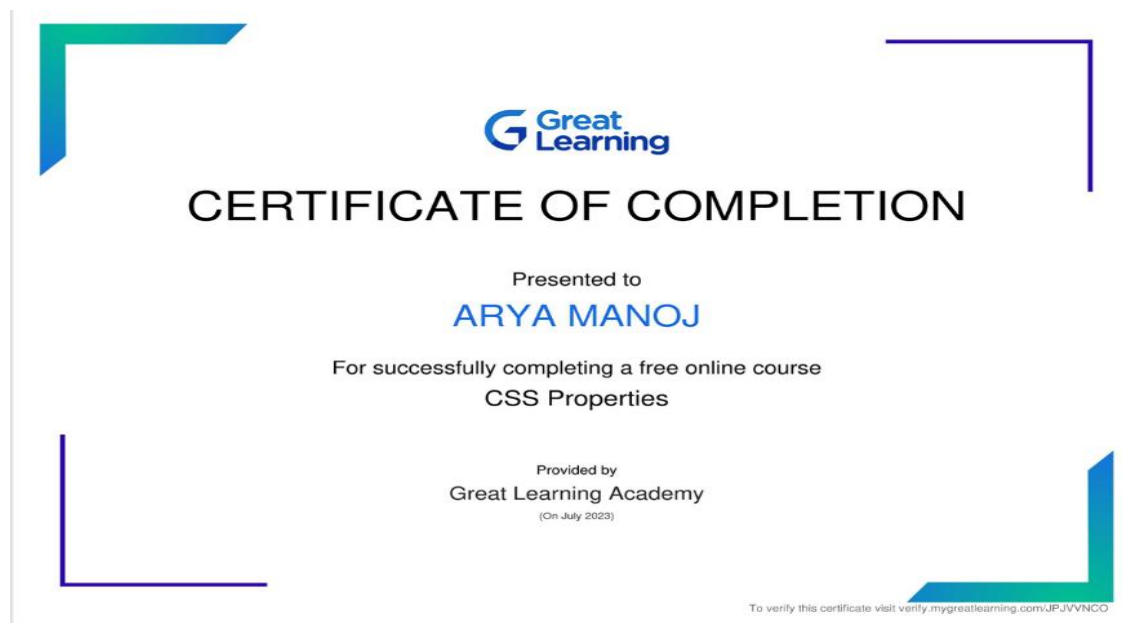 Great
Learning
CERTIFICATE OF COMPLETION
Presented to
ARYA MANOJ
For successfully completing a free online course
CSS Properties
Provided by
Great Learning Academy
(On July 2023)
To verify this certificate visit verify.mygreatlearning.com/JPJVVNCO